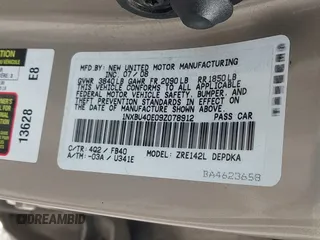 MFD.BY: NEW UNITED MOTOR MANUFACTURING
INC. 07/08
GVWR 3840LB GAWR FR 2090LB RR1850LB
THIS VEHICLE CONFORMS TO ALL
APPLICABLE FEDERAL MOTOR VEHICLE
SAFETY, BUMPER, AND THEFT
PREVENTION STANDARDS IN EFFECT ON
THE DATE OF MANUFACTURE SHOWN ABOVE.
1NXBU40E09Z078912 PASS CAR
C/TR: 4Q2 / FB40
A/TM: -03A / U341E
MODEL: ZRE142L DEPDKA
BA4623658
13628 E8
DREAMBID